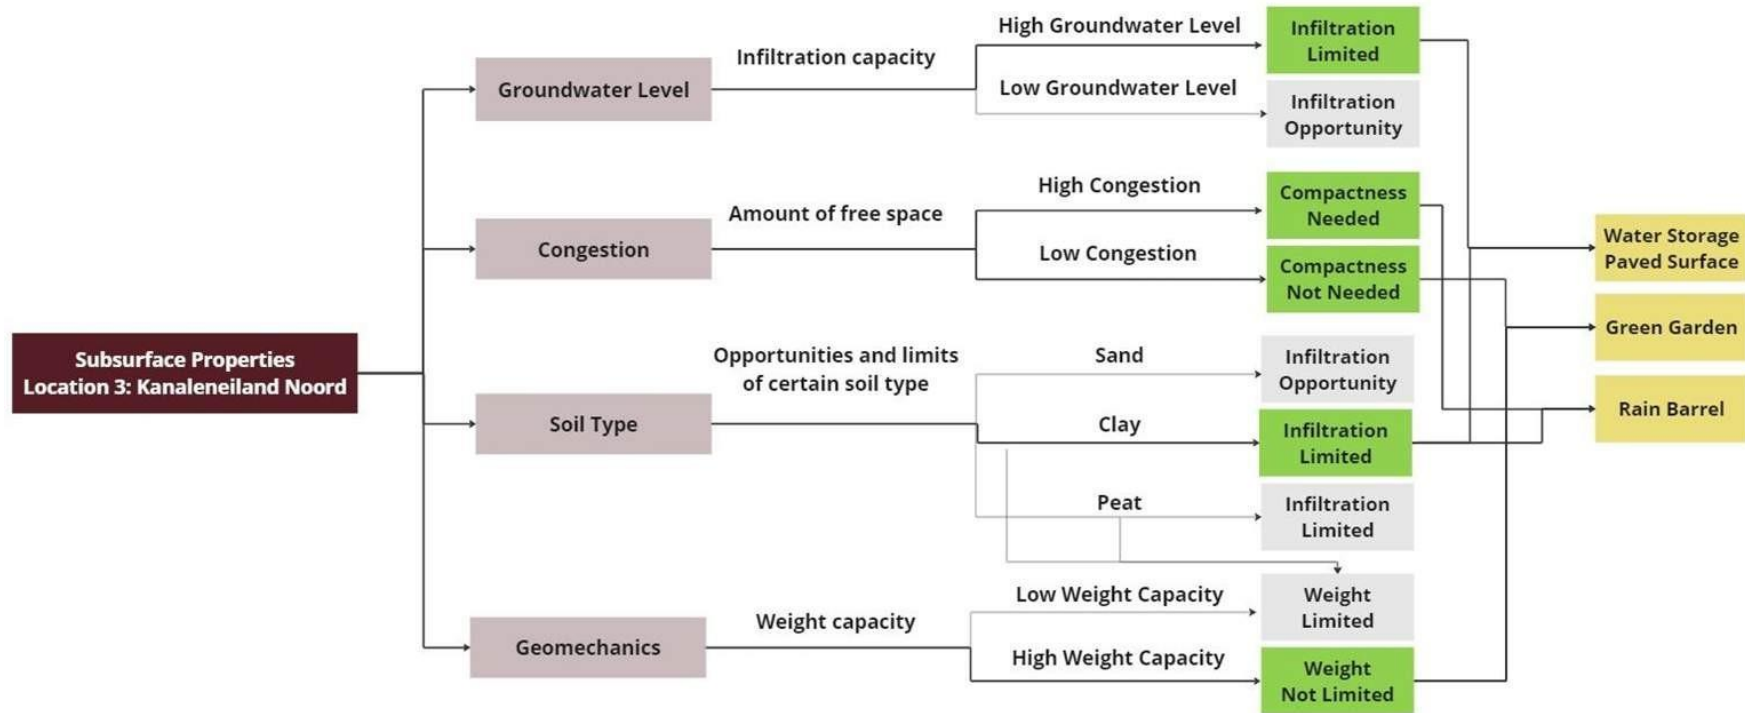 Subsurface Properties
Location 3: Kanaleneiland Noord
Groundwater Level
Infiltration capacity
High Groundwater Level
Infiltration
Limited
Low Groundwater Level
Infiltration
Opportunity
Congestion
Amount of free space
High Congestion
Compactness
Needed
Low Congestion
Compactness
Not Needed
Soil Type
Opportunities and limits
of certain soil type
Sand
Infiltration
Opportunity
Clay
Infiltration
Limited
Peat
Infiltration
Limited
Geomechanics
Weight capacity
Low Weight Capacity
Weight
Limited
High Weight Capacity
Weight
Not Limited
Water Storage
Paved Surface
Green Garden
Rain Barrel